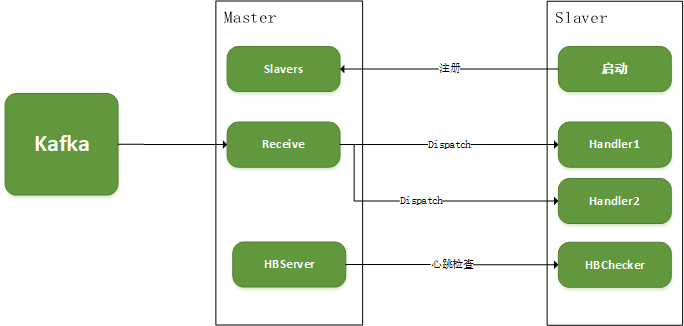 Master
Slaver
Slavers
注册
启动
Kafka
Receive
Dispatch
Handler1
Dispatch
Handler2
HBServer
心跳检查
HBChecker